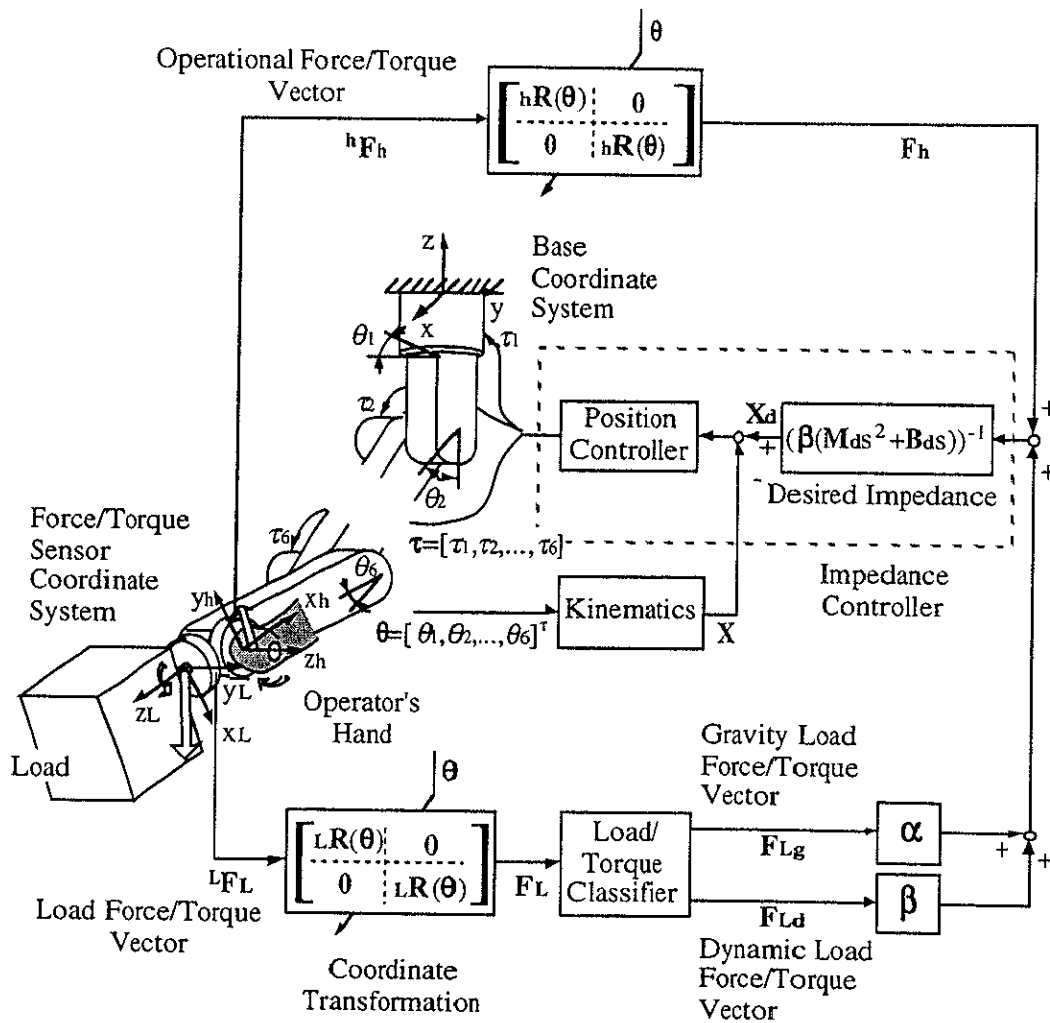 θ
Operational Force/Torque
Vector
hR(θ) 0
0 hR(θ)
hFh
Fh
z
Base
Coordinate
System
y
x
θ1
τ1
τ2
θ2
Position
Controller
Xd
+
-
(β(Mds²+Bds))⁻¹
+
+
Desired Impedance
Impedance
Controller
Force/Torque
Sensor
Coordinate
System
τ6
θ6
τ=[τ1,τ2,...,τ6]
θ=[θ1,θ2,...,θ6]τ
Kinematics
X
yh
xh
zh
yL
zL
xL
Operator's
Hand
Load
Gravity Load
Force/Torque
Vector
θ
LR(θ) 0
0 LR(θ)
LFL
FL
Load/
Torque
Classifier
FLg
α
+
+
FLd
β
Load Force/Torque
Vector
Coordinate
Transformation
Dynamic Load
Force/Torque
Vector